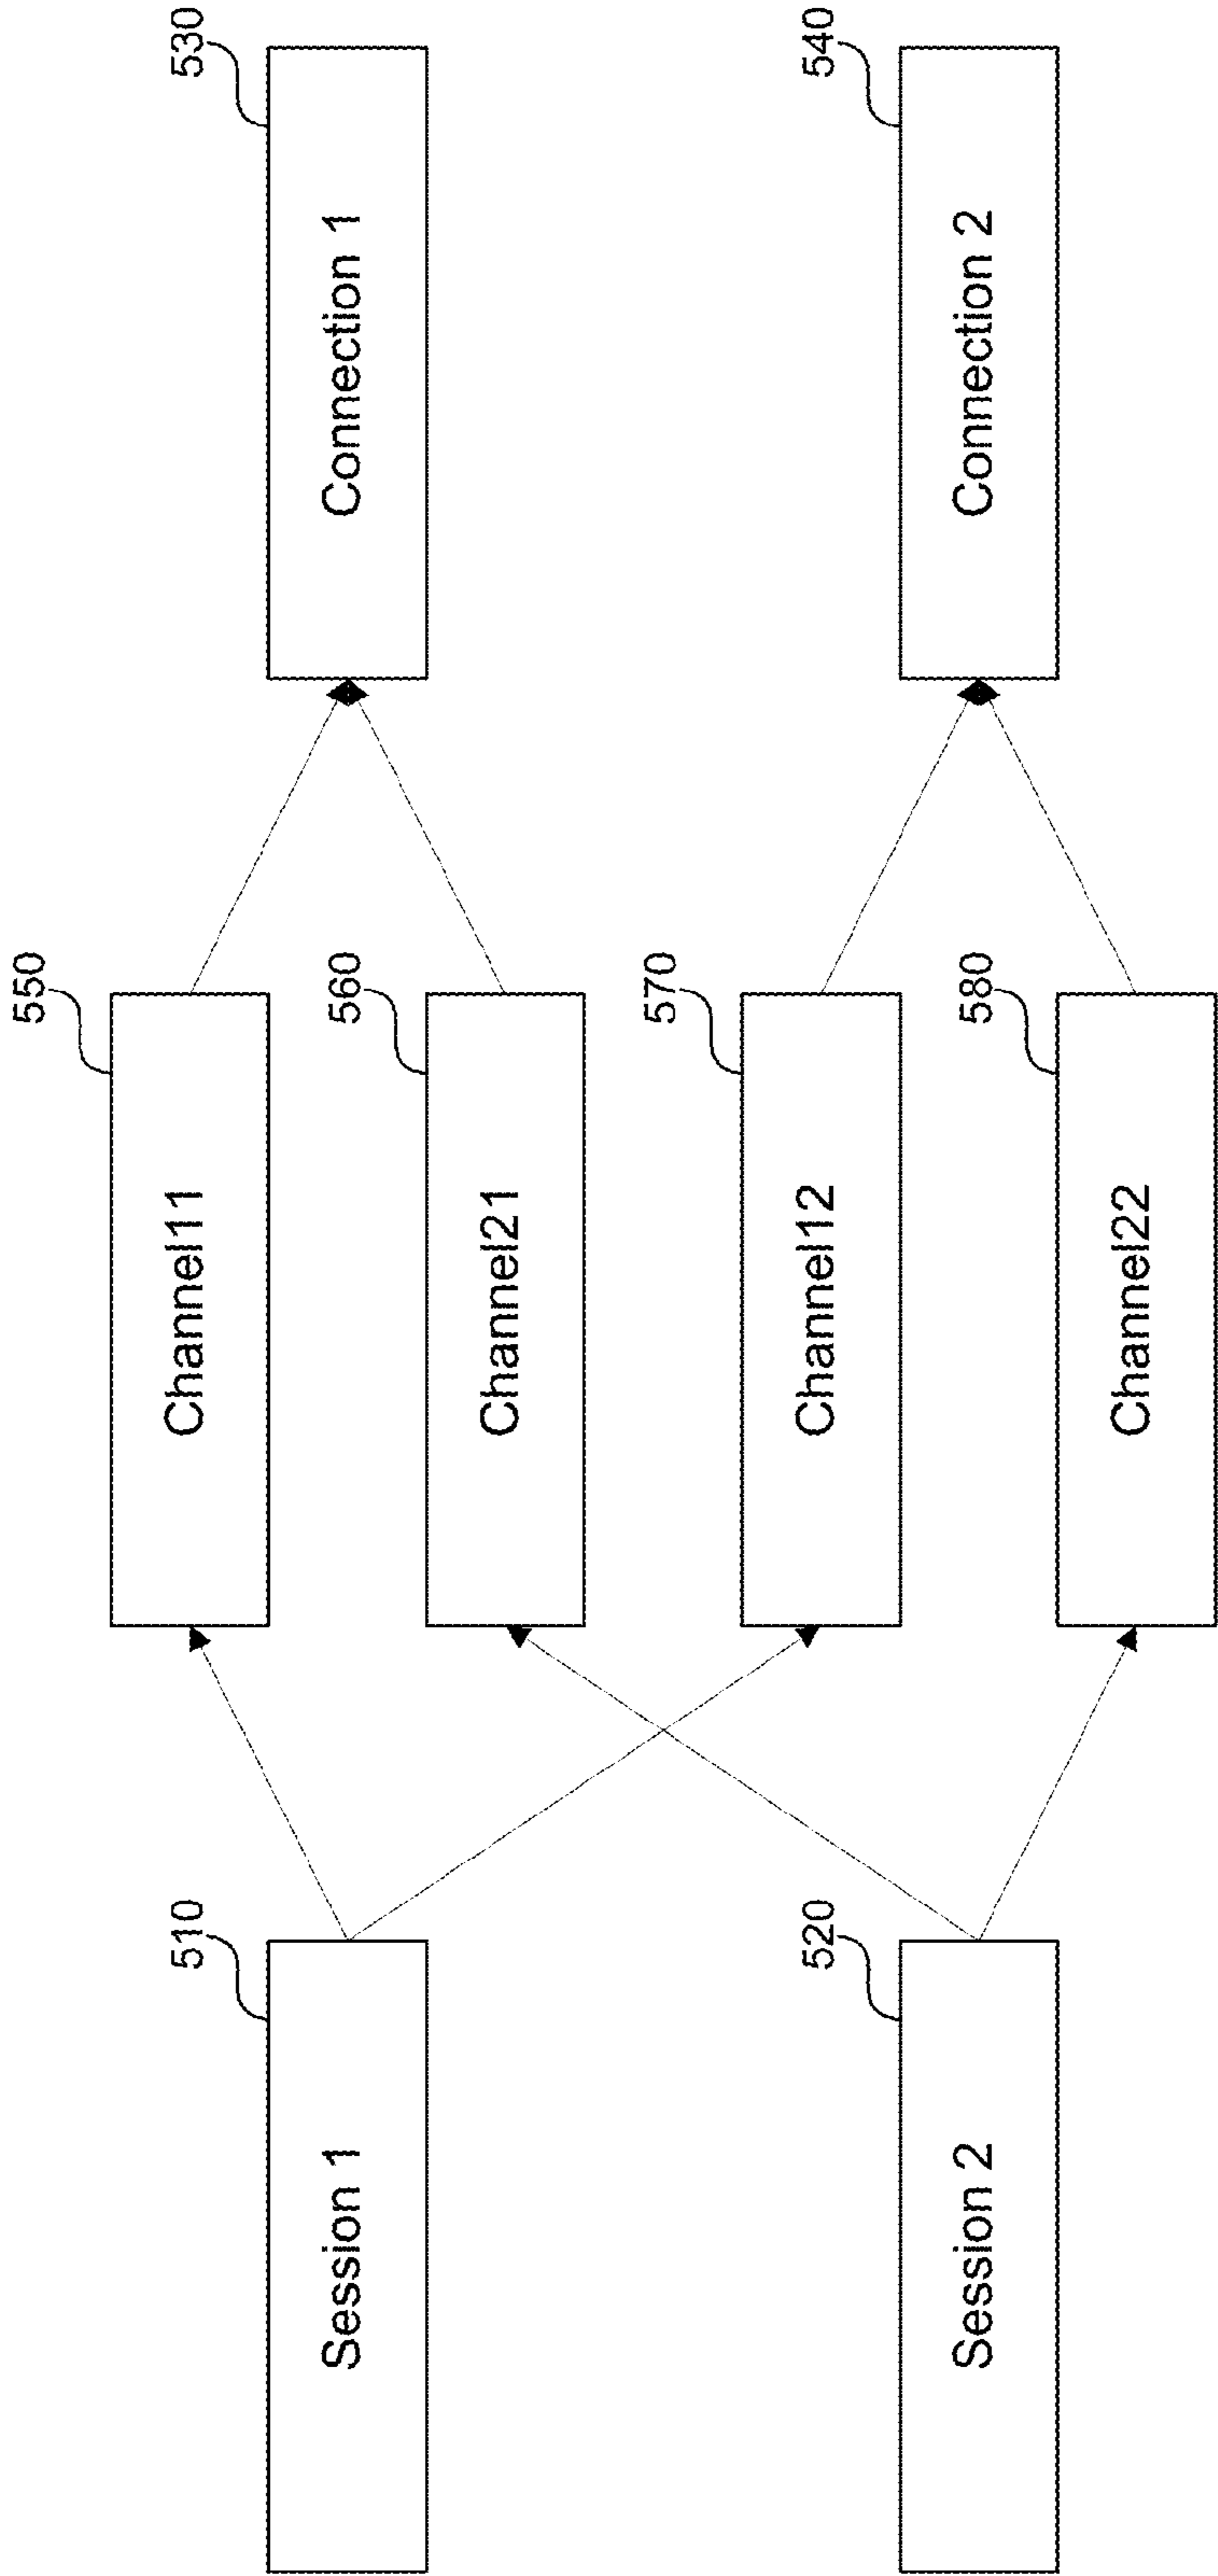 510
Session 1
520
Session 2
550
Channel11
560
Channel21
570
Channel12
580
Channel22
530
Connection 1
540
Connection 2